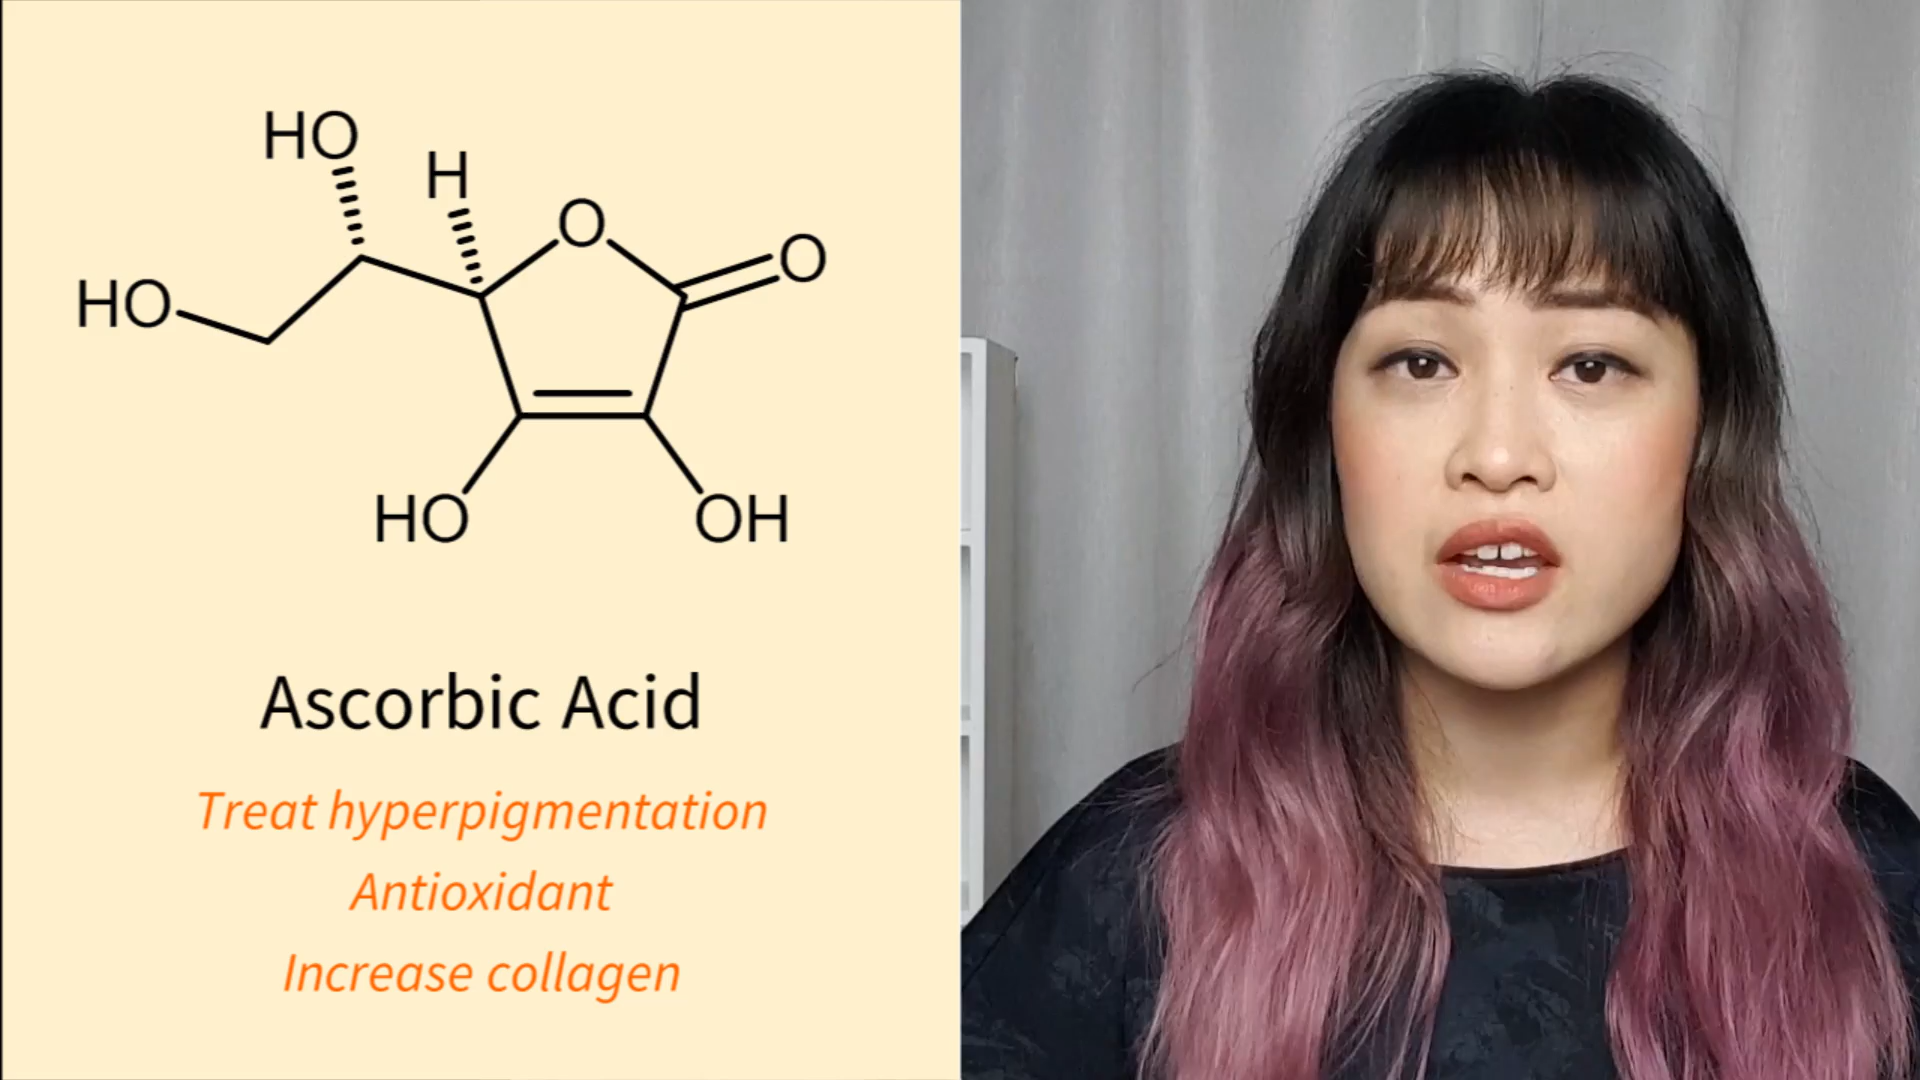 HO
H
O
O
HO
HO
OH
Ascorbic Acid
Treat hyperpigmentation
Antioxidant
Increase collagen